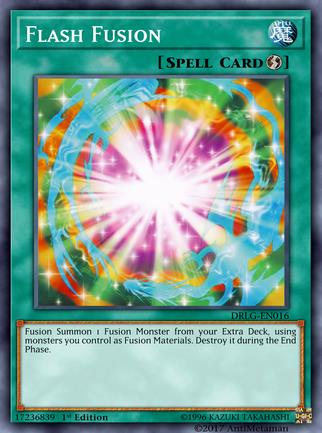 Flash Fusion
[Spell Card]
DRLG-EN016
Fusion Summon 1 Fusion Monster from your Extra Deck, using
monsters you control as Fusion Materials. Destroy it during the End
Phase.
17236839 1st Edition ©1996 KAZUKI TAKAHASHI
©2017 AntiMetaman